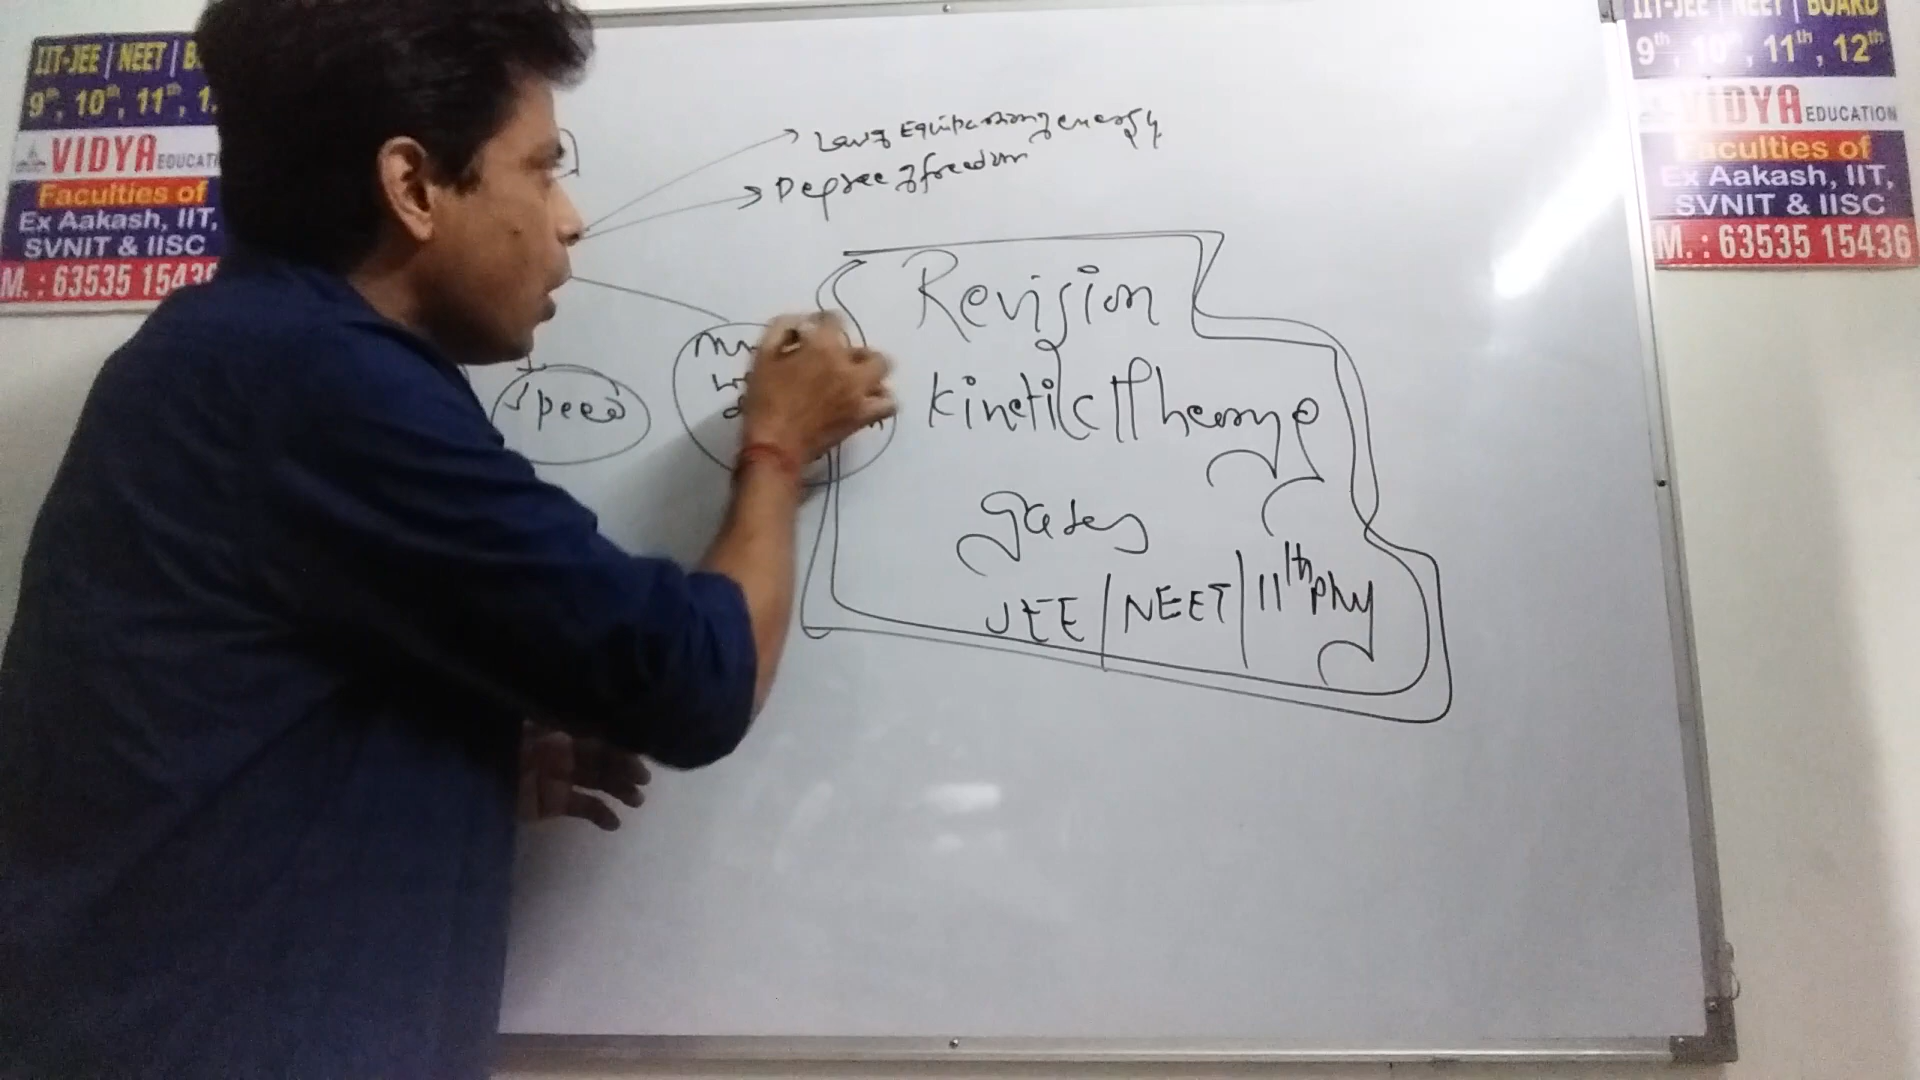 IIT-JEE | NEET | B
9th, 10th, 11th, 1
VIDYA EDUCATI
Faculties of
Ex Aakash, IIT,
SVNIT & IISC
M. : 63535 1543
Law of Equipartion of energy
Degree of freedom
Speed
Revision
Kinetic Theory of
gases
JEE | NEET | 11th Phy
IIT-JEE | NEET | BOARD
9th, 10th, 11th, 12th
VIDYA EDUCATION
Faculties of
Ex Aakash, IIT,
SVNIT & IISC
M. : 63535 15436